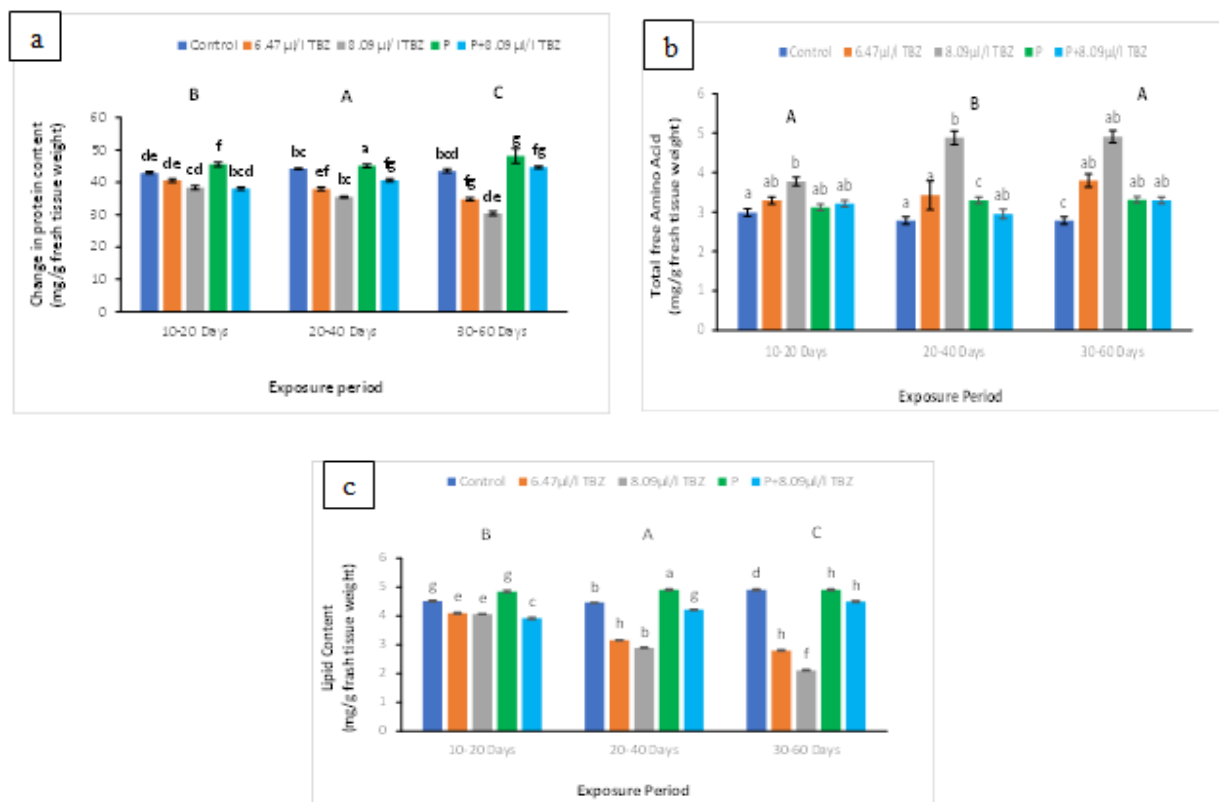 a
Control 6.47 µl/l TBZ 8.09 µl/l TBZ P P+8.09µl/l TBZ
B A C
Change in protein content
(mg/g fresh tissue weight)
60
50
40
30
20
10
0
de de cd f bcd
bc ef bc a fg
bcd fg de g fg
10-20 Days 20-40 Days 30-60 Days
Exposure period
b
Control 6.47µl/l TBZ 8.09µl/l TBZ P P+8.09µl/l TBZ
A B A
Total free Amino Acid
(mg/g fresh tissue weight)
6
5
4
3
2
1
0
a ab b ab ab
a a b c ab
c ab ab ab ab
10-20 Days 20-40 Days 30-60 Days
Exposure Period
c
Control 6.47µl/l TBZ 8.09µl/l TBZ P P+8.09µl/l TBZ
B A C
Lipid Content
(mg/g frash tissue weight)
6
5
4
3
2
1
0
g e e g c
b h b a g
d h f h h
10-20 Days 20-40 Days 30-60 Days
Exposure Period